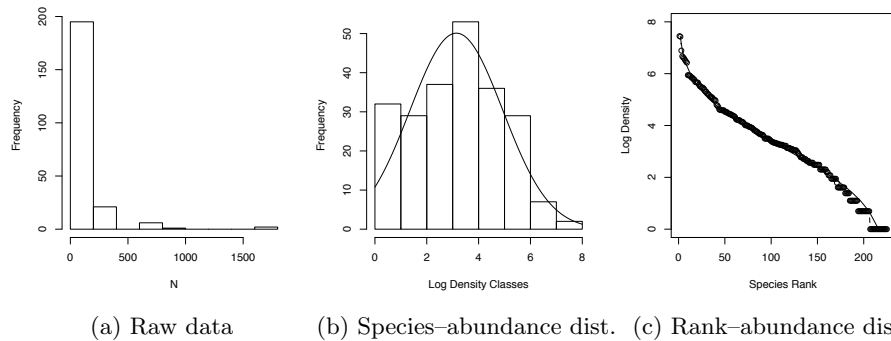 200
150
100
50
0
Frequency
0 500 1000 1500
N
50
40
30
20
10
0
Frequency
0 2 4 6 8
Log Density Classes
8
6
4
2
0
Log Density
0 50 100 150 200
Species Rank
(a) Raw data (b) Species–abundance dist. (c) Rank–abundance dis